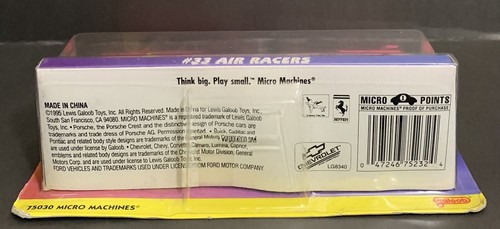 #33 AIR RACERS
Think big. Play small.™ Micro Machines®
MADE IN CHINA
©1995 Lewis Galoob Toys, Inc. All Rights Reserved. Made in China for Lewis Galoob Toys, Inc.,
South San Francisco, CA 94080. MICRO MACHINES® is a registered trademark of Lewis Galoob
Toys, Inc. • Porsche, the Porsche Crest and the distinctive design of Porsche cars are
trademarks and trade dress of Porsche AG. Permission granted. • Buick, Cadillac and
Pontiac and related body style designs are trademarks of General Motors
used under license by Galoob. • Chevrolet, Chevy, Corvette, Camaro, Lumina, Caprice,
emblems and related body designs are trademarks of the Chevrolet Motor Division, General
Motors Corp. and are used under license to Lewis Galoob Toys, Inc.
FORD VEHICLES AND TRADEMARKS USED UNDER LICENSE FROM FORD MOTOR COMPANY.
CHEVROLET
LG8340
MICRO POINTS
MICRO MACHINES® PROOF OF PURCHASE
0 47246 75232 4
75030 MICRO MACHINES®